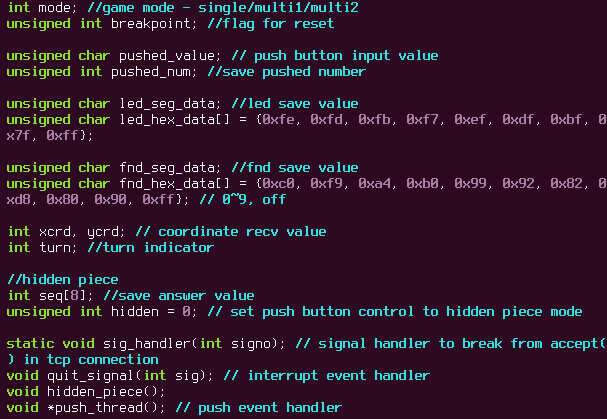 int mode; //game mode - single/multi1/multi2
unsigned int breakpoint; //flag for reset
unsigned char pushed_value; // push button input value
unsigned int pushed_num; //save pushed number
unsigned char led_seg_data; //led save value
unsigned char led_hex_data[] = {0xfe, 0xfd, 0xfb, 0xf7, 0xef, 0xdf, 0xbf, 0
x7f, 0xff};
unsigned char fnd_seg_data; //fnd save value
unsigned char fnd_hex_data[] = {0xc0, 0xf9, 0xa4, 0xb0, 0x99, 0x92, 0x82, 0
xd8, 0x80, 0x90, 0xff}; // 0~9, off
int xcrd, ycrd; // coordinate recv value
int turn; //turn indicator
//hidden piece
int seq[8]; //save answer value
unsigned int hidden = 0; // set push button control to hidden piece mode
static void sig_handler(int signo); // signal handler to break from accept(
) in tcp connection
void quit_signal(int sig); // interrupt event handler
void hidden_piece();
void *push_thread(); // push event handler